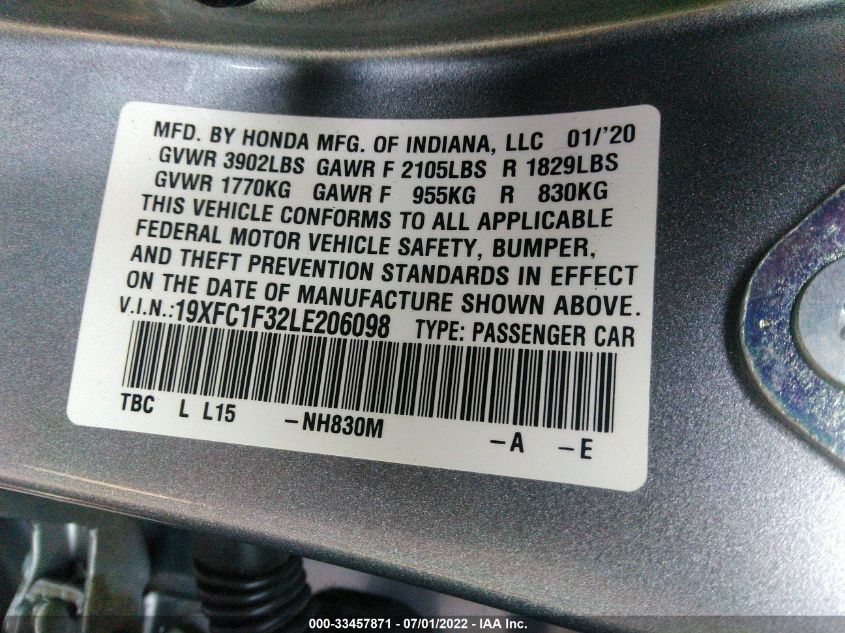 MFD. BY HONDA MFG. OF INDIANA, LLC 01/'20
GVWR 3902LBS GAWR F 2105LBS R 1829LBS
GVWR 1770KG GAWR F 955KG R 830KG
THIS VEHICLE CONFORMS TO ALL APPLICABLE
FEDERAL MOTOR VEHICLE SAFETY, BUMPER,
AND THEFT PREVENTION STANDARDS IN EFFECT
ON THE DATE OF MANUFACTURE SHOWN ABOVE.
V.I.N.:19XFC1F32LE206098 TYPE: PASSENGER CAR
TBC L L15 -NH830M -A -E
000-33457871 - 07/01/2022 - IAA Inc.